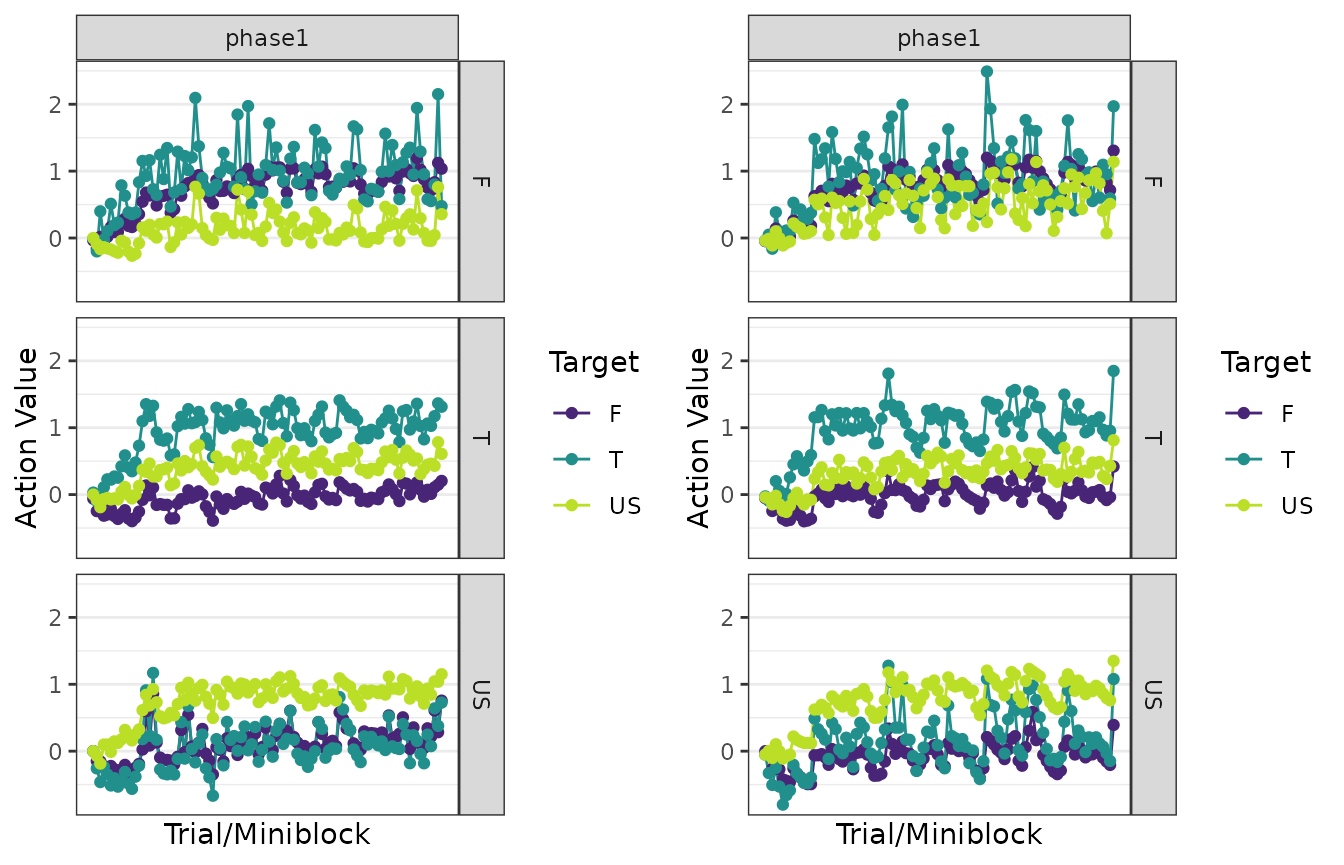 phase1
2
1
0
F
2
1
0
T
2
1
0
US
Action Value
Trial/Miniblock
Target
F
T
US
phase1
2
1
0
F
2
1
0
T
2
1
0
US
Action Value
Trial/Miniblock
Target
F
T
US